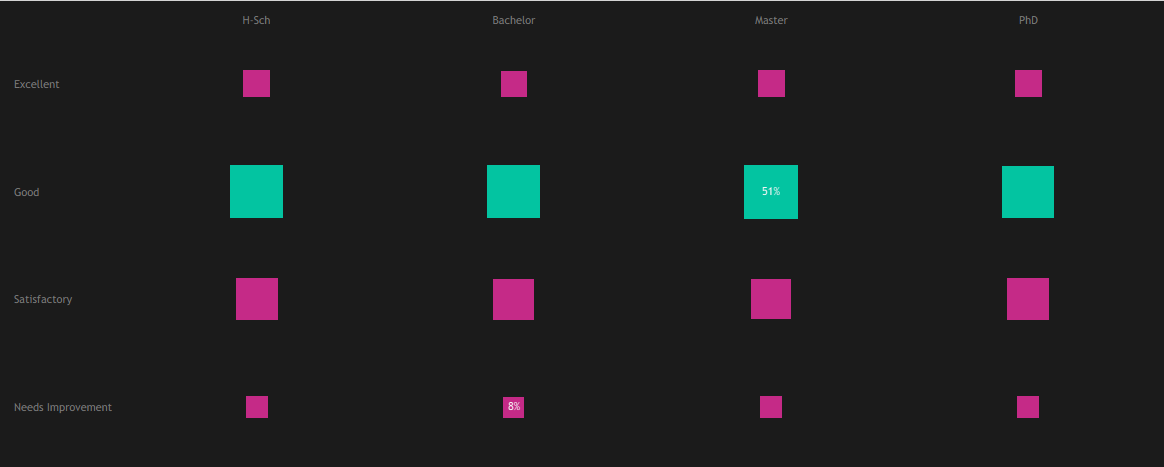 H-Sch Bachelor Master PhD
Excellent
Good 51%
Satisfactory
Needs Improvement 8%